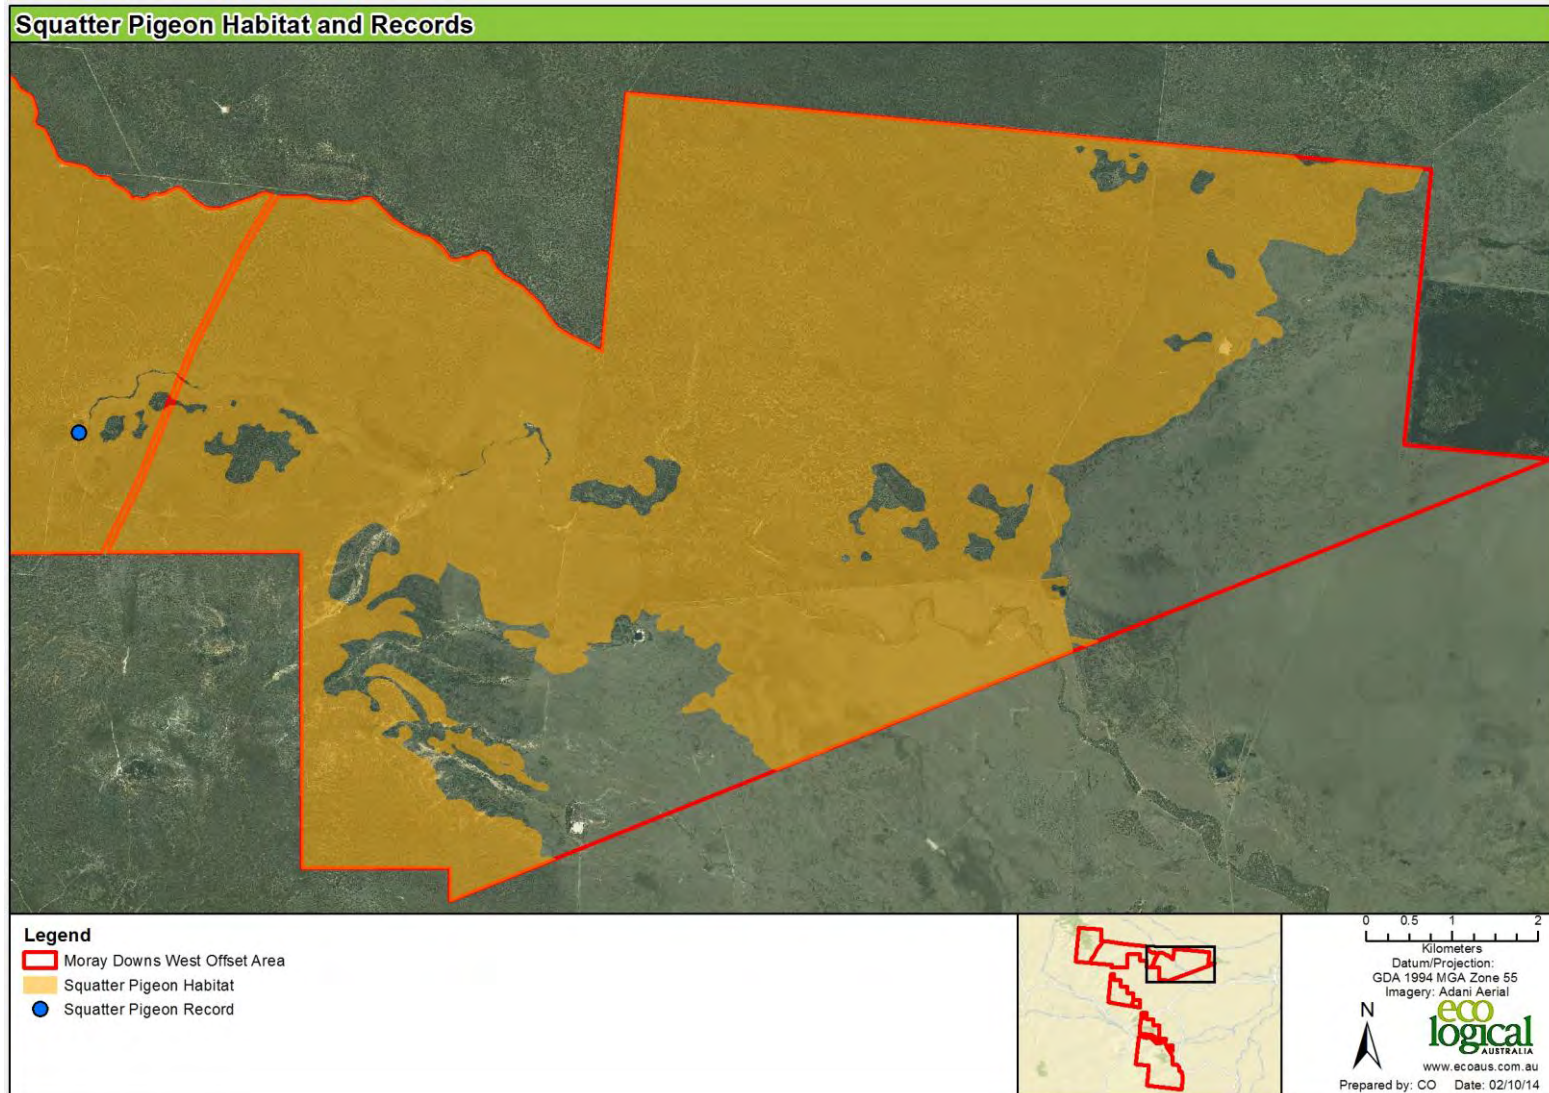 Squatter Pigeon Habitat and Records
Legend
Moray Downs West Offset Area
Squatter Pigeon Habitat
Squatter Pigeon Record
0 0.5 1 2
Kilometers
Datum/Projection:
GDA 1994 MGA Zone 55
Imagery: Adani Aerial
N
eco
logical
AUSTRALIA
www.ecoaus.com.au
Prepared by: CO Date: 02/10/14